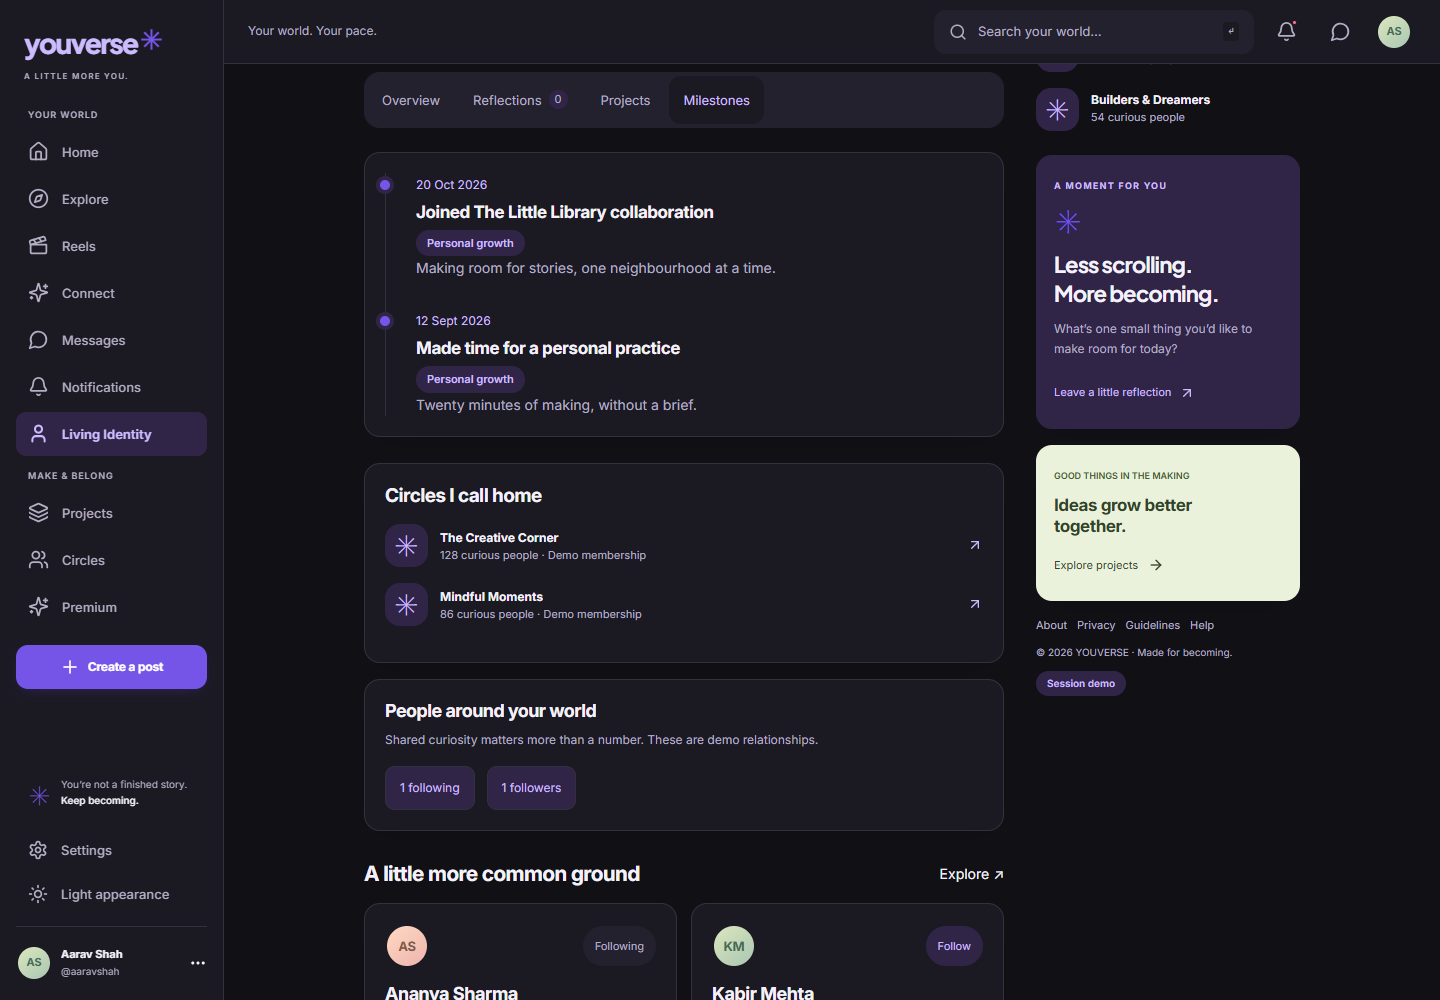 youverse
A LITTLE MORE YOU.
YOUR WORLD
Home
Explore
Reels
Connect
Messages
Notifications
Living Identity
MAKE & BELONG
Projects
Circles
Premium
Create a post
You're not a finished story.
Keep becoming.
Settings
Light appearance
AS
Aarav Shah
@aaravshah
Your world. Your pace.
Search your world...
AS
Overview
Reflections 0
Projects
Milestones
20 Oct 2026
Joined The Little Library collaboration
Personal growth
Making room for stories, one neighbourhood at a time.
12 Sept 2026
Made time for a personal practice
Personal growth
Twenty minutes of making, without a brief.
Circles I call home
The Creative Corner
128 curious people · Demo membership
Mindful Moments
86 curious people · Demo membership
People around your world
Shared curiosity matters more than a number. These are demo relationships.
1 following
1 followers
A little more common ground
Explore
AS
Following
Ananya Sharma
KM
Follow
Kabir Mehta
Builders & Dreamers
54 curious people
A MOMENT FOR YOU
Less scrolling.
More becoming.
What's one small thing you'd like to
make room for today?
Leave a little reflection
GOOD THINGS IN THE MAKING
Ideas grow better
together.
Explore projects
About Privacy Guidelines Help
© 2026 YOUVERSE · Made for becoming.
Session demo